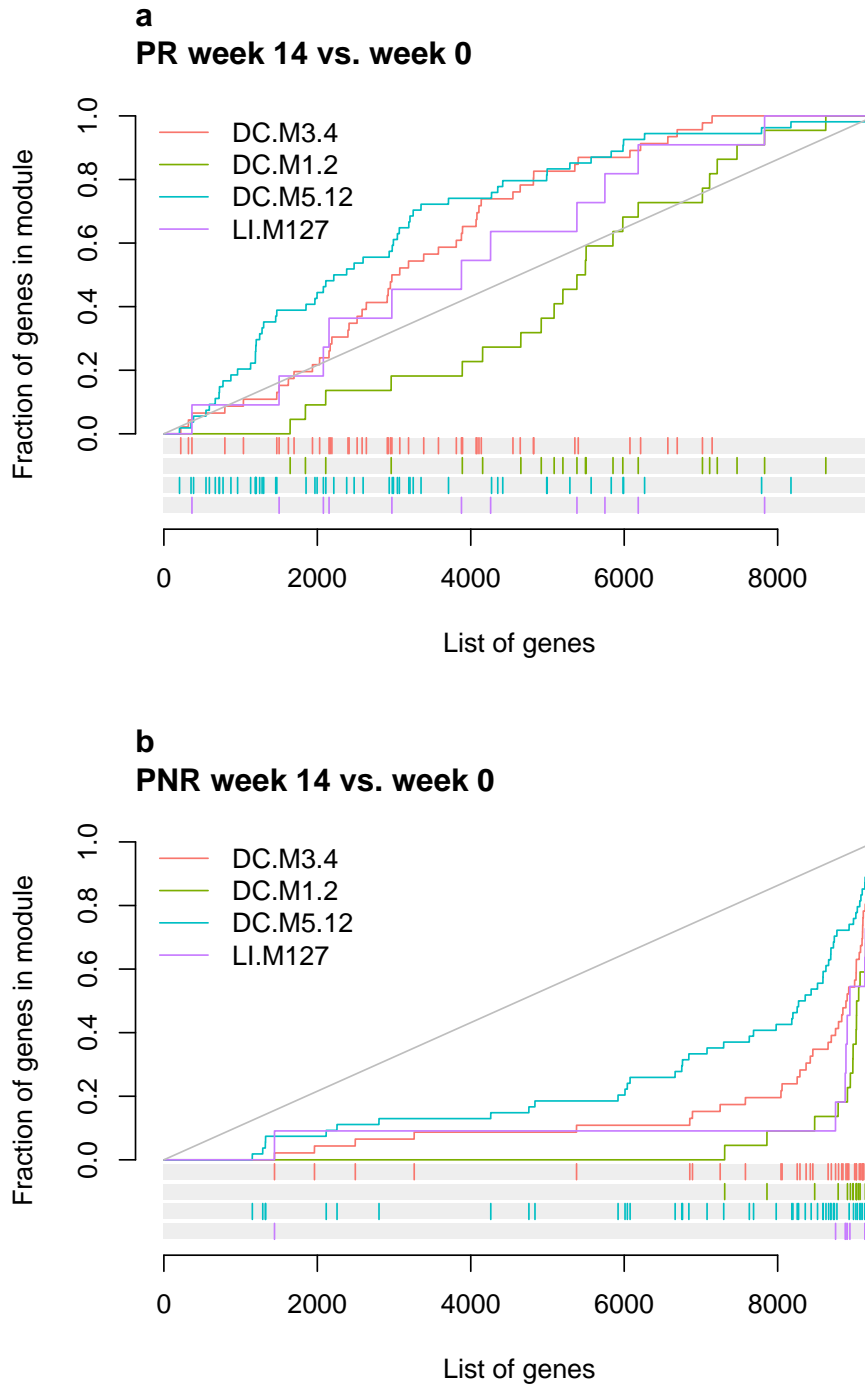 a
PR week 14 vs. week 0
Fraction of genes in module
1.0
0.8
0.6
0.4
0.2
0.0
DC.M3.4
DC.M1.2
DC.M5.12
LI.M127
0 2000 4000 6000 8000
List of genes
b
PNR week 14 vs. week 0
Fraction of genes in module
1.0
0.8
0.6
0.4
0.2
0.0
DC.M3.4
DC.M1.2
DC.M5.12
LI.M127
0 2000 4000 6000 8000
List of genes